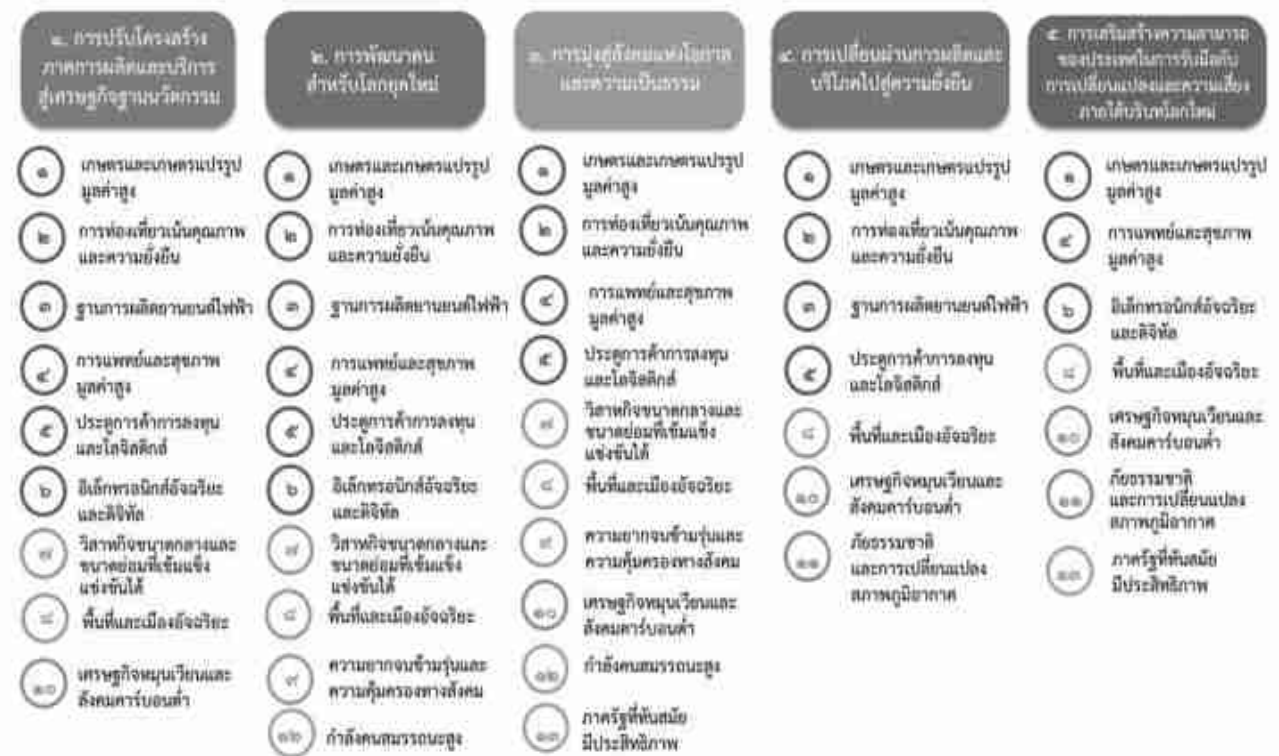 ๑. การปรับโครงสร้าง
ภาคการผลิตและบริการ
สู่เศรษฐกิจฐานนวัตกรรม
๑
เกษตรและเกษตรแปรรูป
มูลค่าสูง
๒
การท่องเที่ยวเน้นคุณภาพ
และความยั่งยืน
๓
ฐานการผลิตยานยนต์ไฟฟ้า
๔
การแพทย์และสุขภาพ
มูลค่าสูง
๕
ประตูการค้าการลงทุน
และโลจิสติกส์
๖
อิเล็กทรอนิกส์อัจฉริยะ
และดิจิทัล
๗
วิสาหกิจขนาดกลางและ
ขนาดย่อมที่เข้มแข็ง
แข่งขันได้
๘
พื้นที่และเมืองอัจฉริยะ
๑๐
เศรษฐกิจหมุนเวียนและ
สังคมคาร์บอนต่ำ
๒. การพัฒนาคน
สำหรับโลกยุคใหม่
๑
เกษตรและเกษตรแปรรูป
มูลค่าสูง
๒
การท่องเที่ยวเน้นคุณภาพ
และความยั่งยืน
๓
ฐานการผลิตยานยนต์ไฟฟ้า
๔
การแพทย์และสุขภาพ
มูลค่าสูง
๕
ประตูการค้าการลงทุน
และโลจิสติกส์
๖
อิเล็กทรอนิกส์อัจฉริยะ
และดิจิทัล
๗
วิสาหกิจขนาดกลางและ
ขนาดย่อมที่เข้มแข็ง
แข่งขันได้
๘
พื้นที่และเมืองอัจฉริยะ
๙
ความยากจนข้ามรุ่นและ
ความคุ้มครองทางสังคม
๑๒
กำลังคนสมรรถนะสูง
๓. การมุ่งสู่สังคมแห่งโอกาส
และความเป็นธรรม
๑
เกษตรและเกษตรแปรรูป
มูลค่าสูง
๒
การท่องเที่ยวเน้นคุณภาพ
และความยั่งยืน
๔
การแพทย์และสุขภาพ
มูลค่าสูง
๕
ประตูการค้าการลงทุน
และโลจิสติกส์
๗
วิสาหกิจขนาดกลางและ
ขนาดย่อมที่เข้มแข็ง
แข่งขันได้
๘
พื้นที่และเมืองอัจฉริยะ
๙
ความยากจนข้ามรุ่นและ
ความคุ้มครองทางสังคม
๑๐
เศรษฐกิจหมุนเวียนและ
สังคมคาร์บอนต่ำ
๑๒
กำลังคนสมรรถนะสูง
๑๓
ภาครัฐที่ทันสมัย
มีประสิทธิภาพ
๔. การเปลี่ยนผ่านการผลิตและ
บริโภคไปสู่ความยั่งยืน
๑
เกษตรและเกษตรแปรรูป
มูลค่าสูง
๒
การท่องเที่ยวเน้นคุณภาพ
และความยั่งยืน
๓
ฐานการผลิตยานยนต์ไฟฟ้า
๕
ประตูการค้าการลงทุน
และโลจิสติกส์
๘
พื้นที่และเมืองอัจฉริยะ
๑๐
เศรษฐกิจหมุนเวียนและ
สังคมคาร์บอนต่ำ
๑๑
ภัยธรรมชาติ
และการเปลี่ยนแปลง
สภาพภูมิอากาศ
๕. การเสริมสร้างความสามารถ
ของประเทศในการรับมือกับ
การเปลี่ยนแปลงและความเสี่ยง
ภายใต้บริบทโลกใหม่
๑
เกษตรและเกษตรแปรรูป
มูลค่าสูง
๔
การแพทย์และสุขภาพ
มูลค่าสูง
๖
อิเล็กทรอนิกส์อัจฉริยะ
และดิจิทัล
๘
พื้นที่และเมืองอัจฉริยะ
๑๐
เศรษฐกิจหมุนเวียนและ
สังคมคาร์บอนต่ำ
๑๑
ภัยธรรมชาติ
และการเปลี่ยนแปลง
สภาพภูมิอากาศ
๑๓
ภาครัฐที่ทันสมัย
มีประสิทธิภาพ